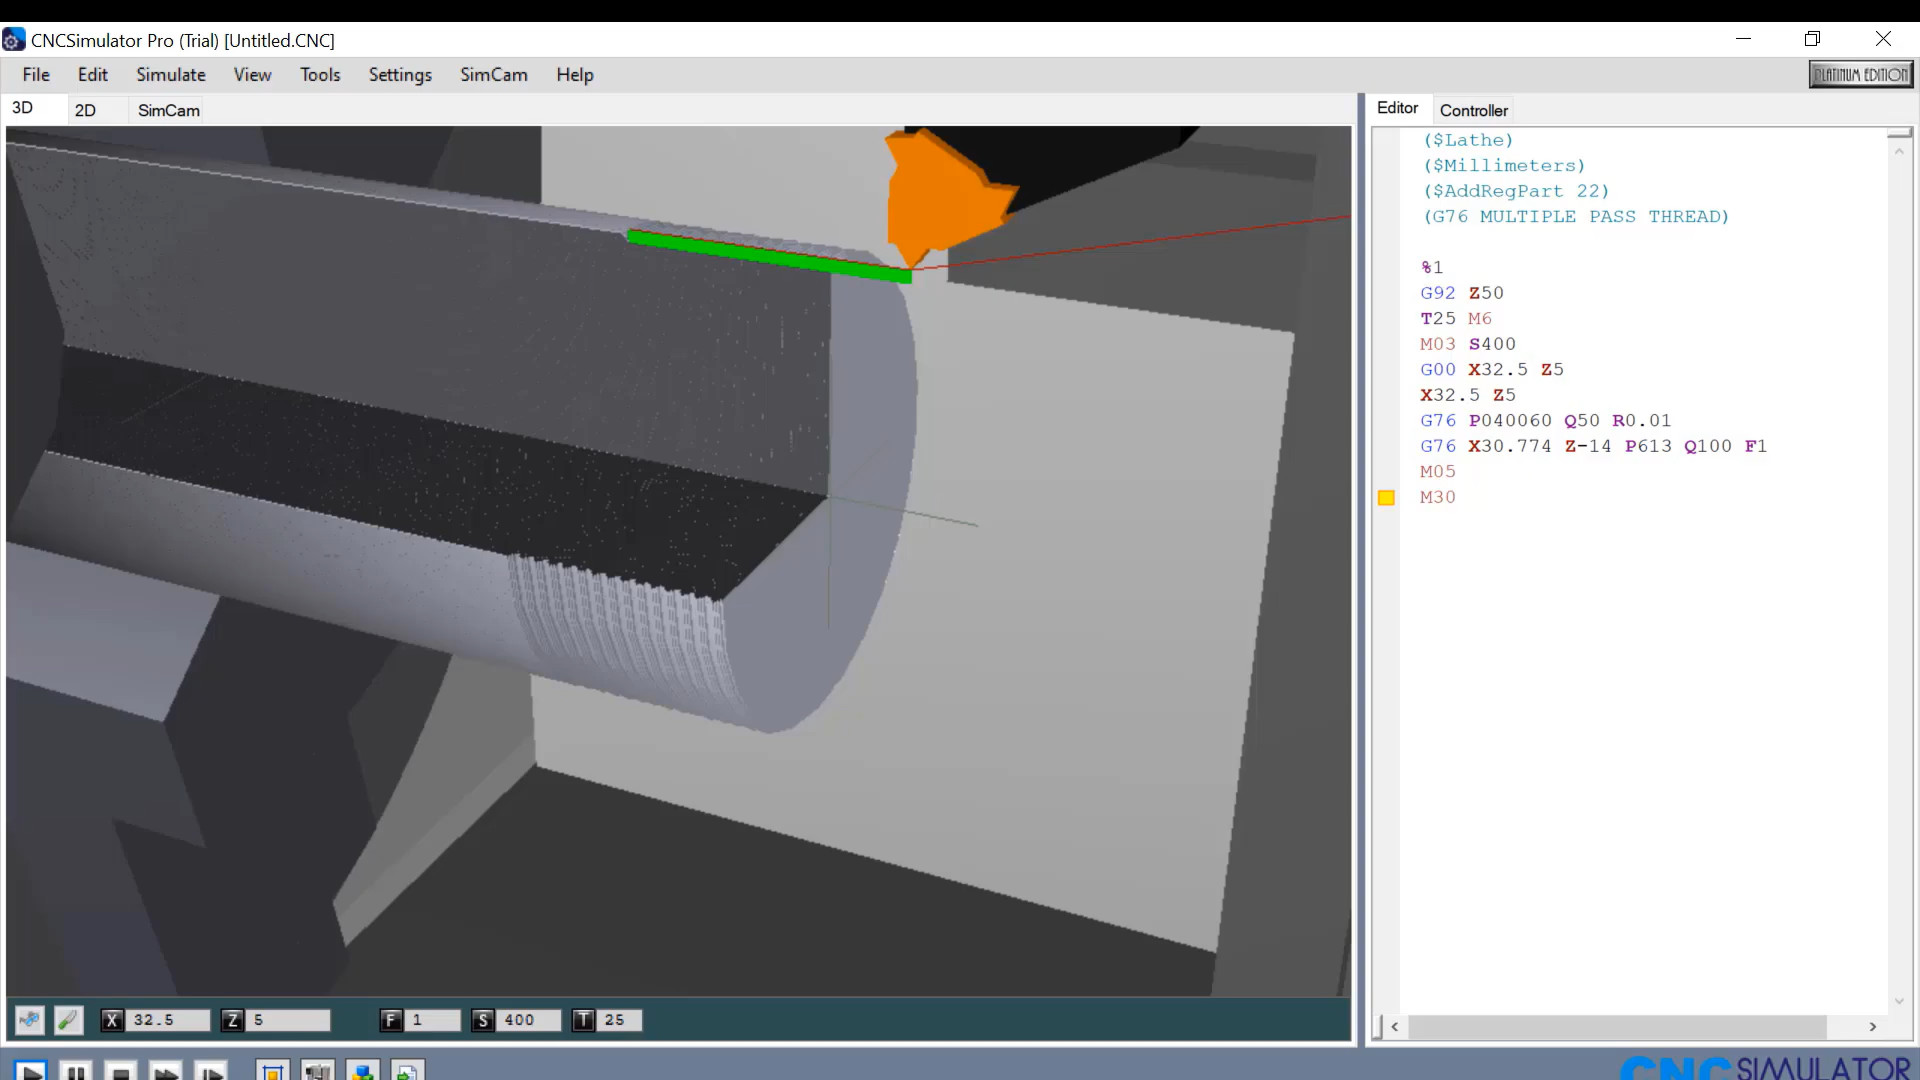 CNCSimulator Pro (Trial) [Untitled.CNC]
File Edit Simulate View Tools Settings SimCam Help
PLATINUM EDITION
3D 2D SimCam
Editor Controller
($Lathe)
($Millimeters)
($AddRegPart 22)
(G76 MULTIPLE PASS THREAD)
%1
G92 Z50
T25 M6
M03 S400
G00 X32.5 Z5
X32.5 Z5
G76 P040060 Q50 R0.01
G76 X30.774 Z-14 P613 Q100 F1
M05
M30
X 32.5 Z 5 F 1 S 400 T 25
CNC SIMULATOR